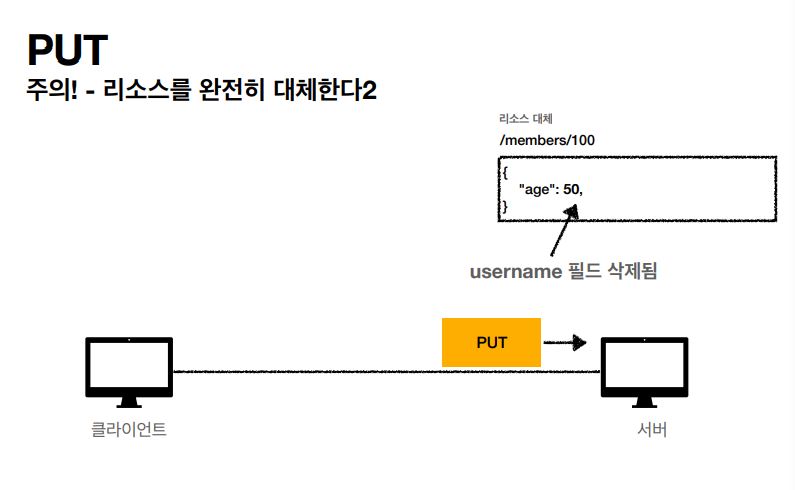 PUT
주의! - 리소스를 완전히 대체한다2
리소스 대체
/members/100
{
"age": 50,
}
username 필드 삭제됨
PUT
클라이언트
서버